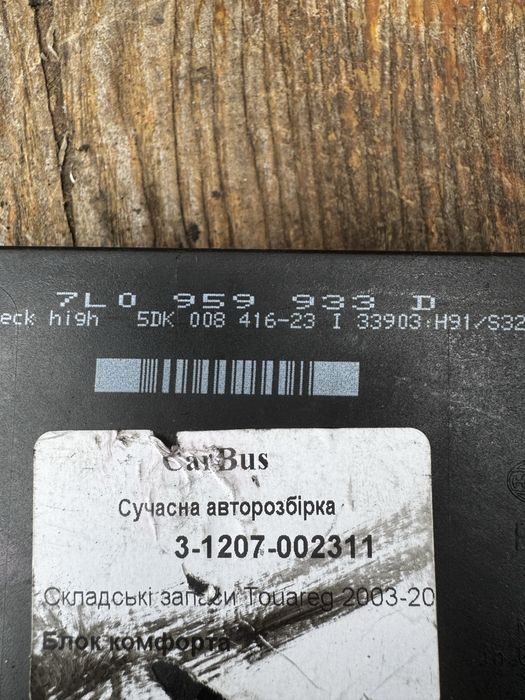 7L0 959 933 D
eck high 5DK 008 416-23 I 33903 H91/S32
CarBus
Сучасна авторозбірка
3-1207-002311
Складські запаси Touareg 2003-20
Блок комфорта